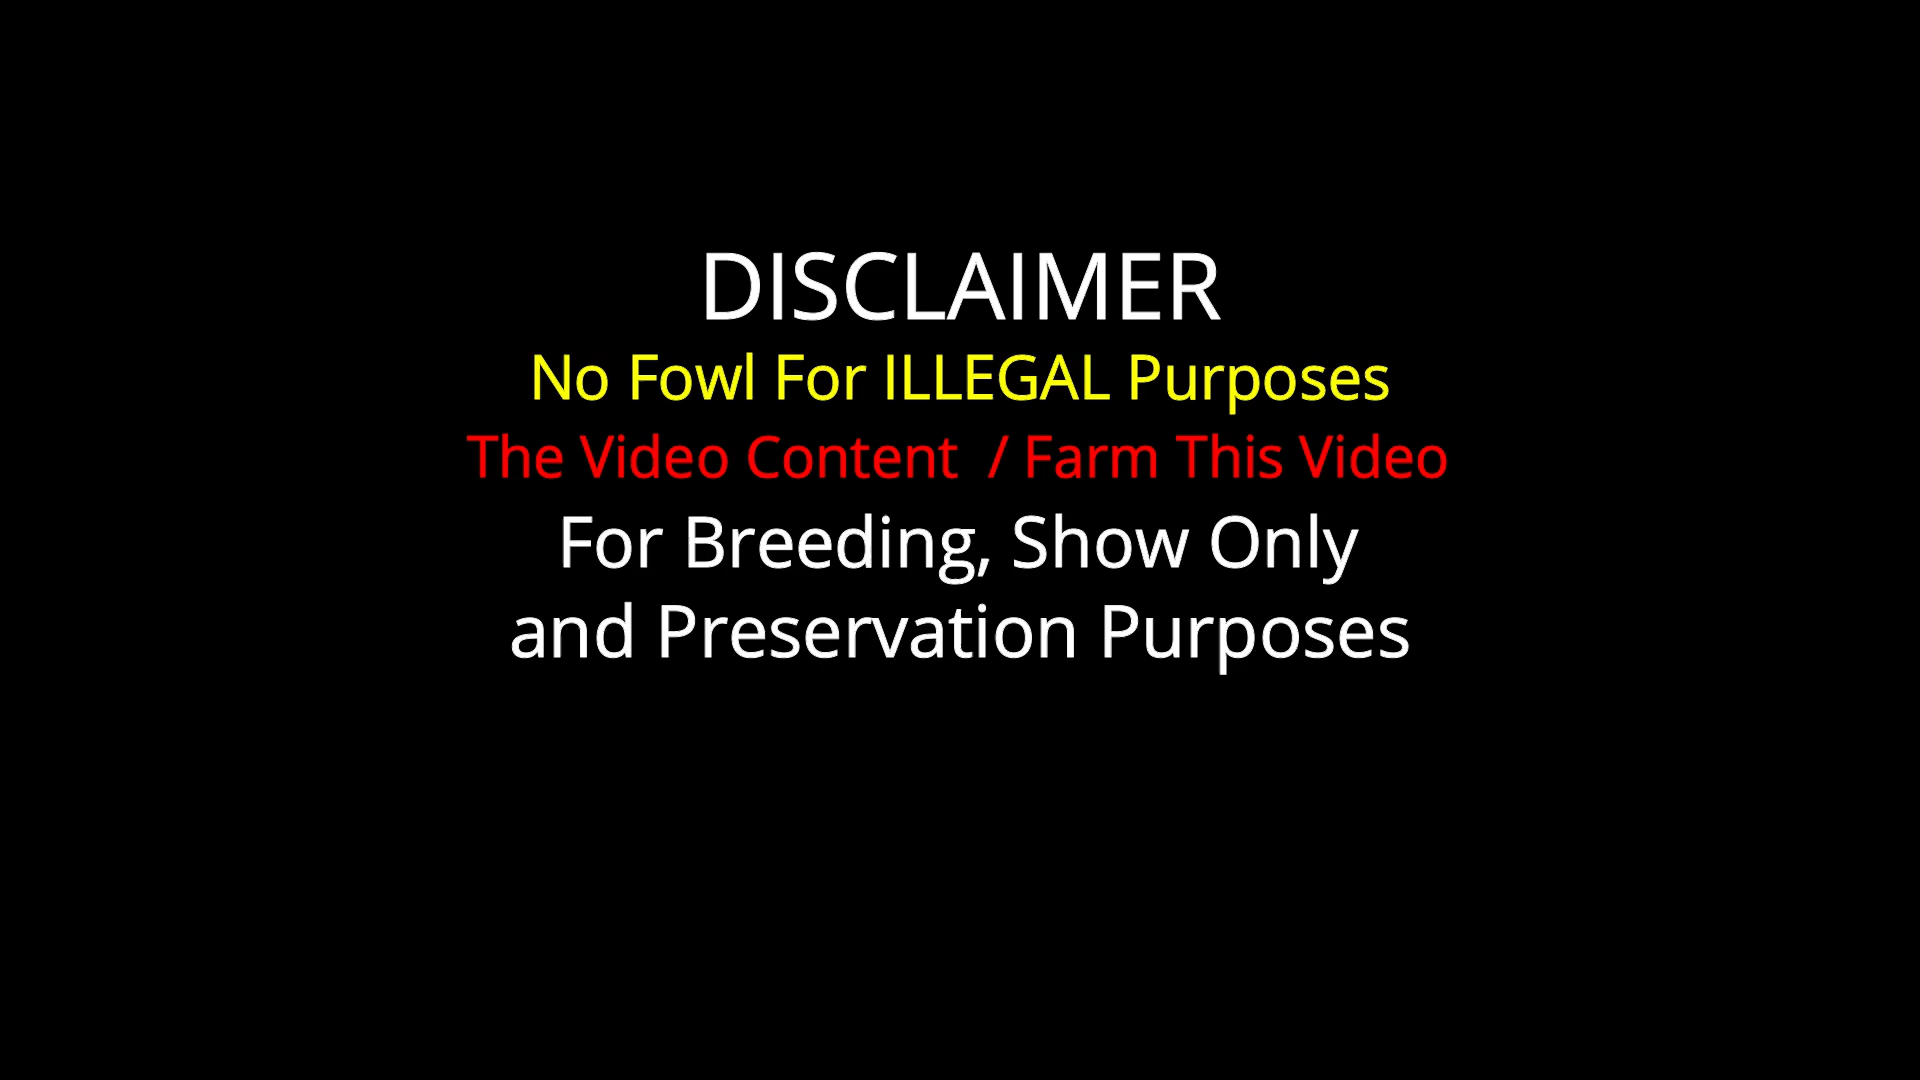 DISCLAIMER
No Fowl For ILLEGAL Purposes
The Video Content  / Farm This Video
For Breeding, Show Only
and Preservation Purposes